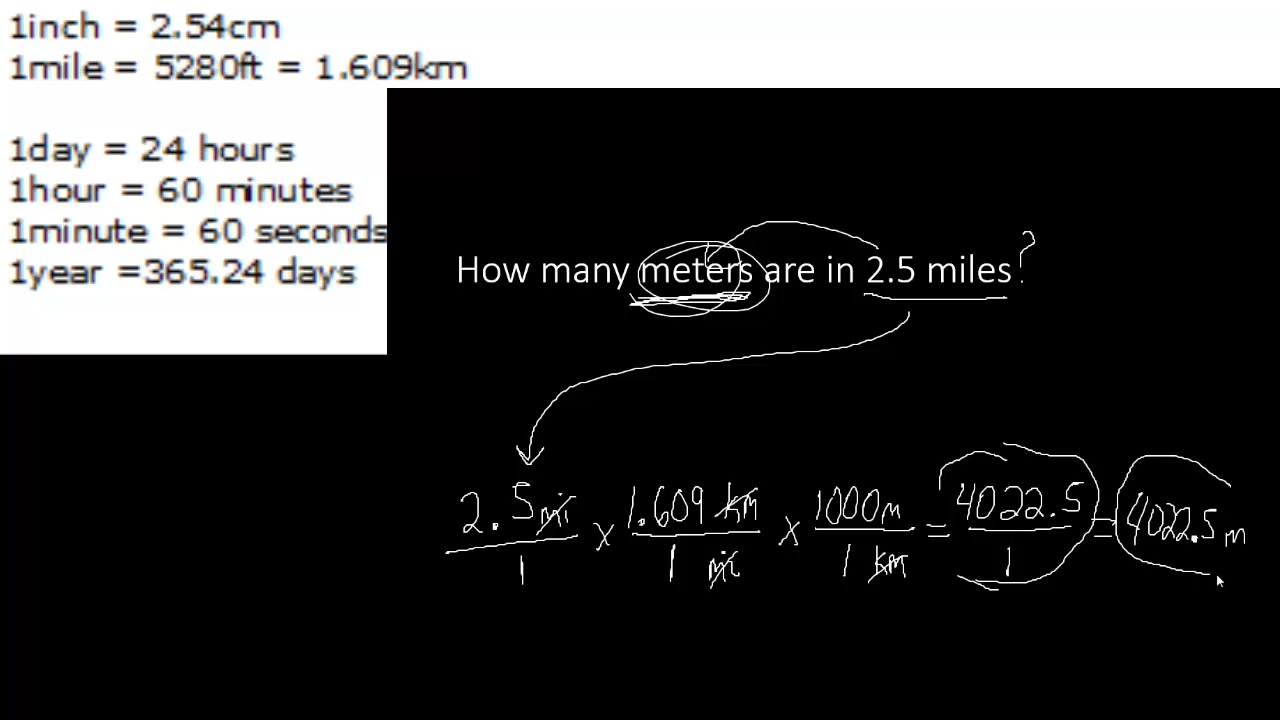 1inch = 2.54cm
1mile = 5280ft = 1.609km
1day = 24 hours
1hour = 60 minutes
1minute = 60 seconds
1year =365.24 days
How many meters are in 2.5 miles?
2.5mi/1 x 1.609 km/1 mi x 1000m/1 km = 4022.5/1 = 4022.5 m